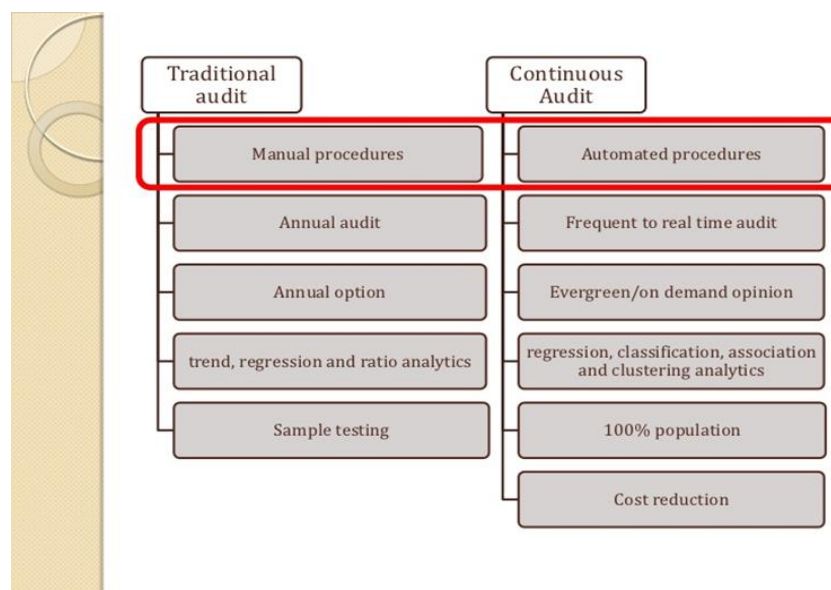 Traditional
audit
Manual procedures
Annual audit
Annual option
trend, regression and ratio analytics
Sample testing
Continuous
Audit
Automated procedures
Frequent to real time audit
Evergreen/on demand opinion
regression, classification, association
and clustering analytics
100% population
Cost reduction